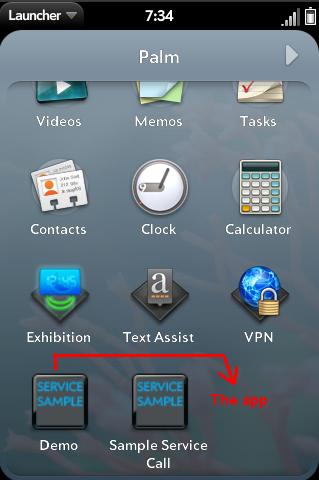 Launcher
7:34
Palm
Videos
Memos
Tasks
Contacts
Clock
Calculator
a
Exhibition
Text Assist
VPN
SERVICE
SAMPLE
SERVICE
SAMPLE
The app
Demo
Sample Service
Call